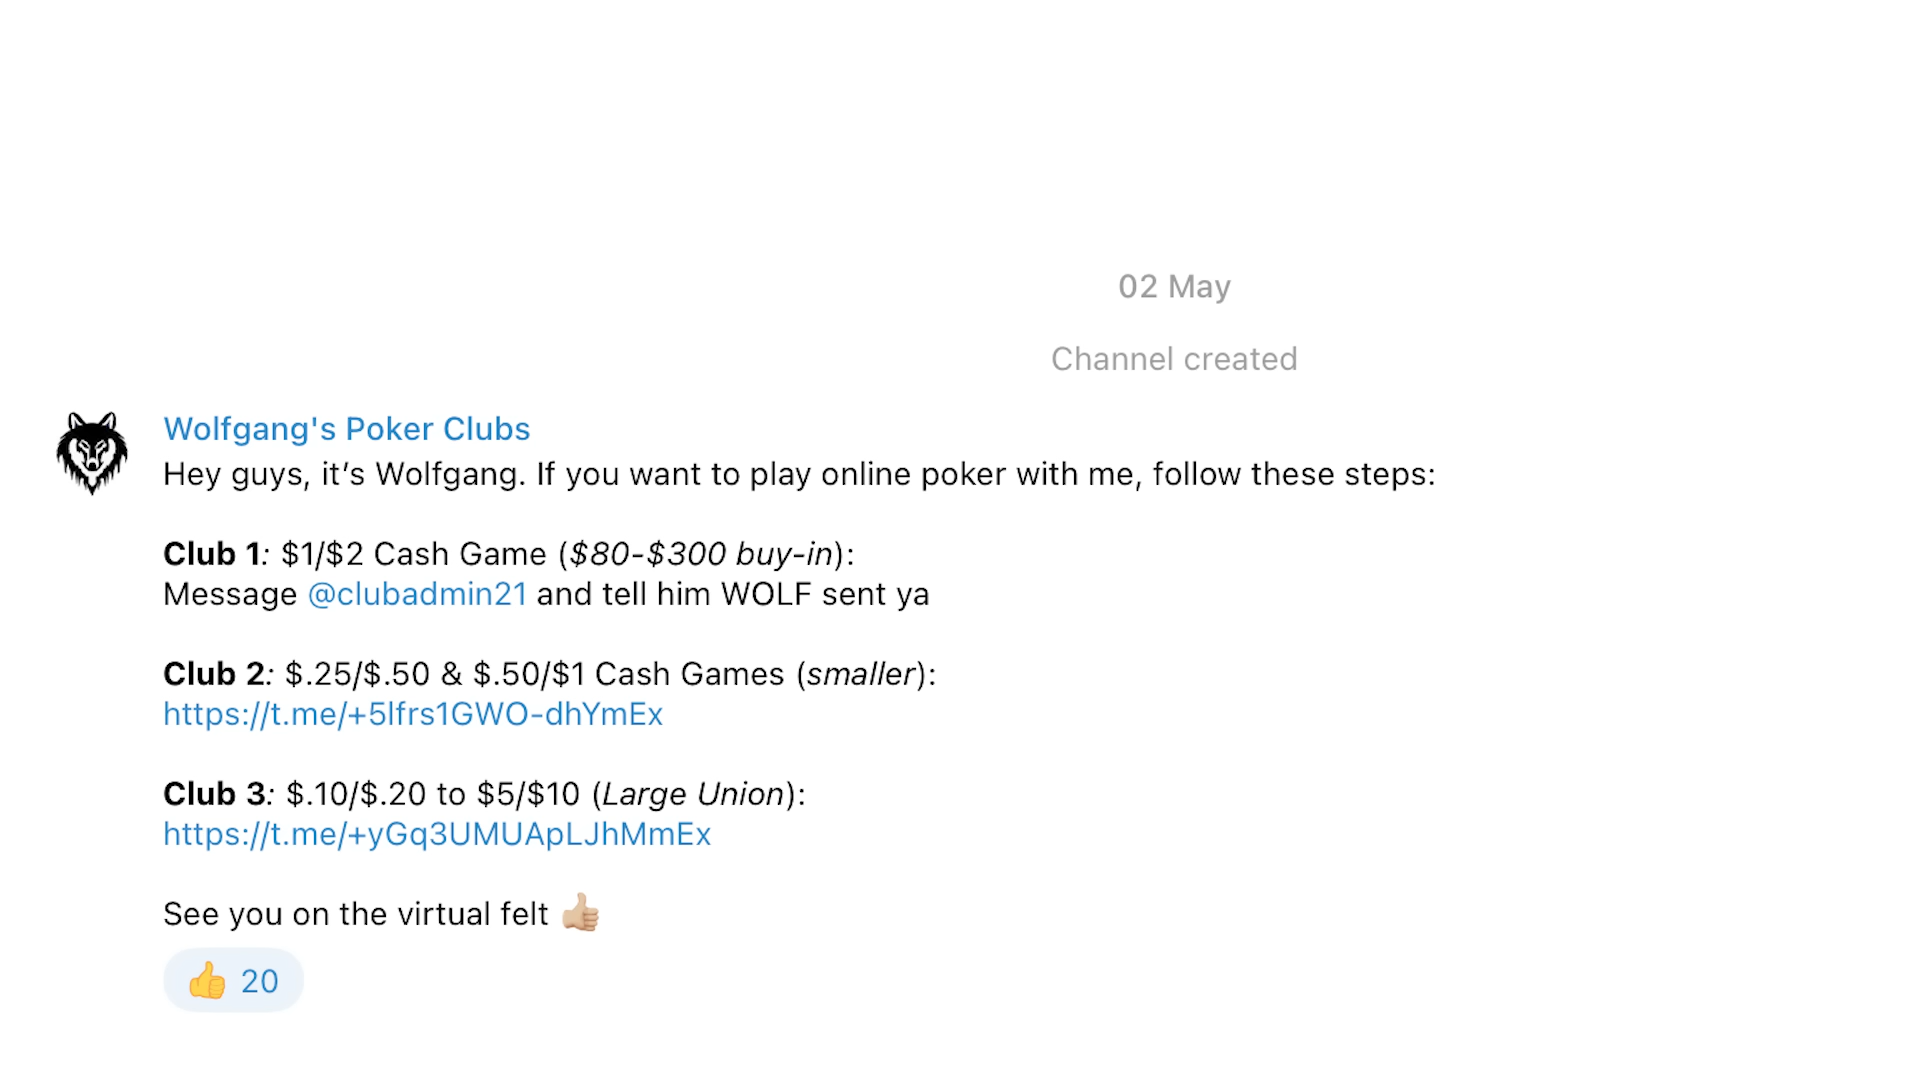 02 May
Channel created
Wolfgang's Poker Clubs
Hey guys, it’s Wolfgang. If you want to play online poker with me, follow these steps:
Club 1: $1/$2 Cash Game ($80-$300 buy-in):
Message @clubadmin21 and tell him WOLF sent ya
Club 2: $.25/$.50 & $.50/$1 Cash Games (smaller):
https://t.me/+5lfrs1GWO-dhYmEx
Club 3: $.10/$.20 to $5/$10 (Large Union):
https://t.me/+yGq3UMUApLJhMmEx
See you on the virtual felt 👍🏼
👍 20